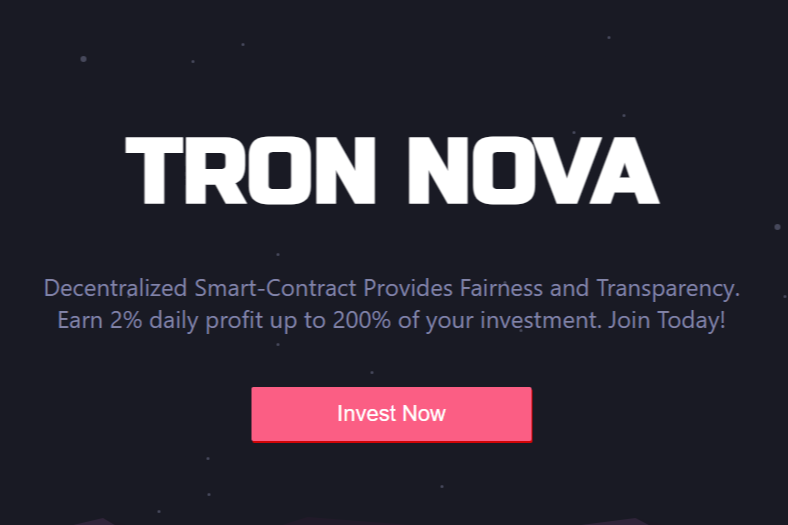 TRON NOVA
Decentralized Smart-Contract Provides Fairness and Transparency.
Earn 2% daily profit up to 200% of your investment. Join Today!
Invest Now